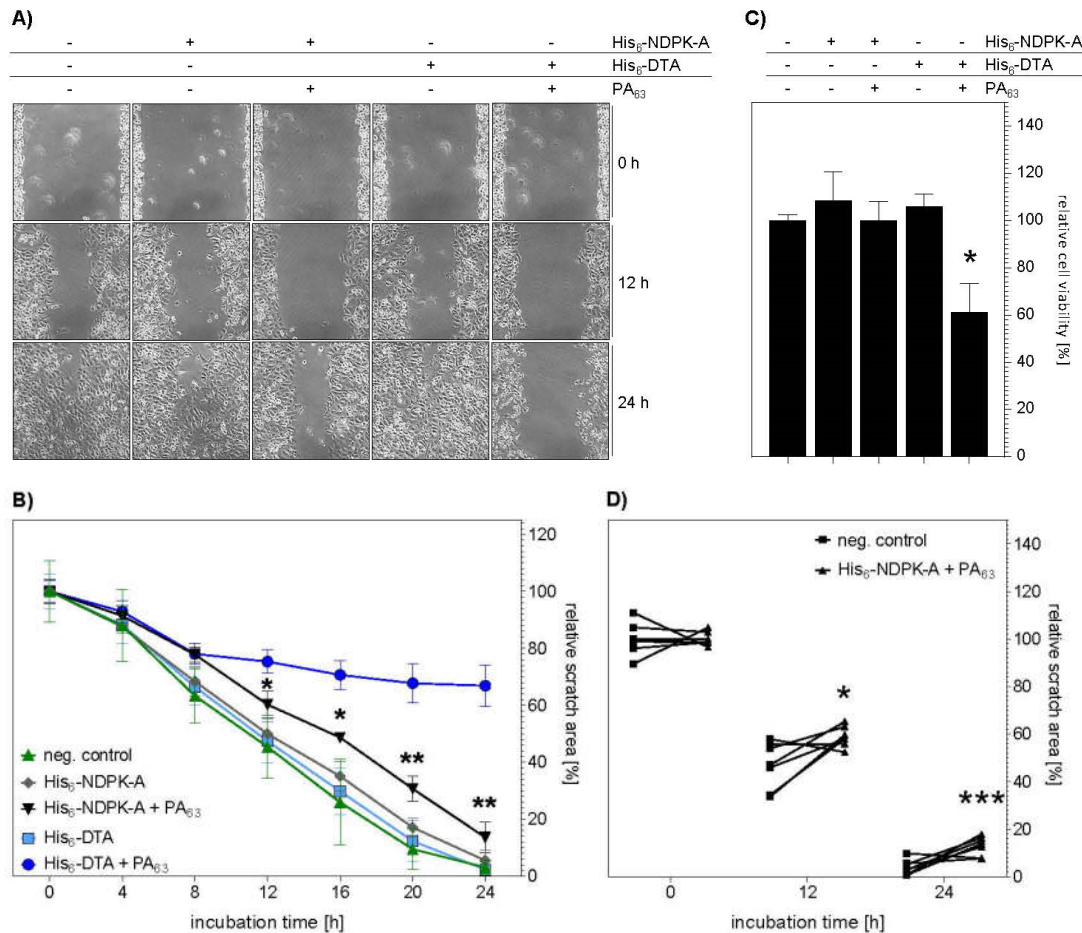 A)
- + + - - His₆-NDPK-A
- - + + His₆-DTA
- - + - + PA₆₃
0 h
12 h
24 h
C)
- + + - - His₆-NDPK-A
- - - + + His₆-DTA
- - + - + PA₆₃
140
120
100
80
60
40
20
0
relative cell viability [%]
*
B)
120
100
80
60
40
20
0
relative scratch area [%]
* * ** **
neg. control
His₆-NDPK-A
His₆-NDPK-A + PA₆₃
His₆-DTA
His₆-DTA + PA₆₃
0 4 8 12 16 20 24
incubation time [h]
D)
neg. control
His₆-NDPK-A + PA₆₃
140
120
100
80
60
40
20
0
relative scratch area [%]
*
***
0 12 24
incubation time [h]